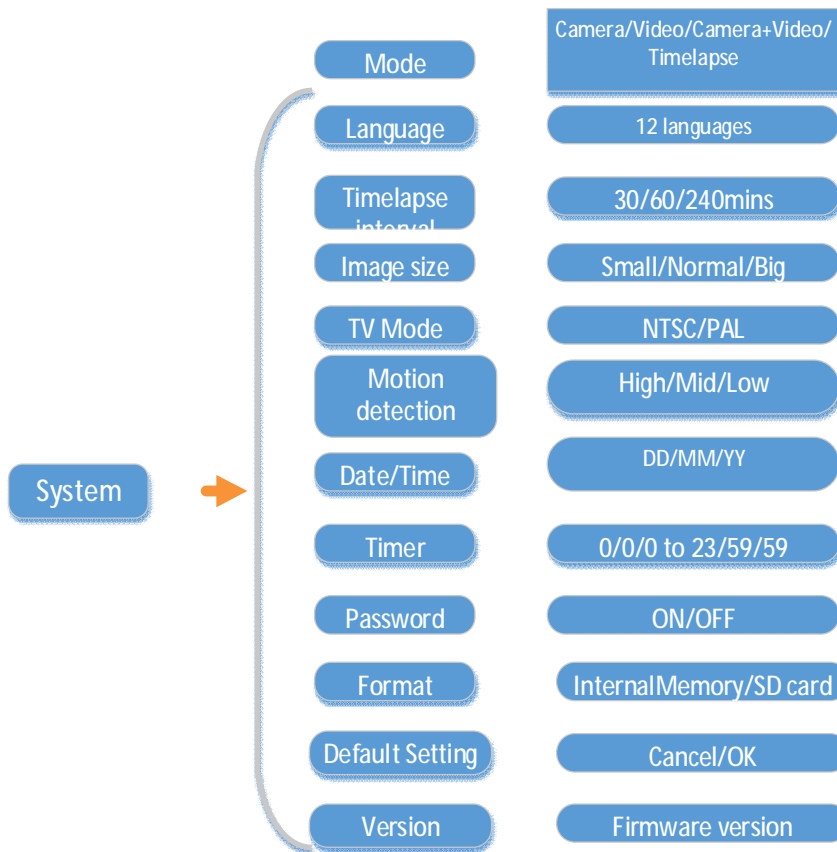 Mode
Camera/Video/Camera+Video/
Timelapse
Language
12 languages
Timelapse
interval
30/60/240mins
Image size
Small/Normal/Big
TV Mode
NTSC/PAL
Motion
detection
High/Mid/Low
System
Date/Time
DD/MM/YY
Timer
0/0/0 to 23/59/59
Password
ON/OFF
Format
InternalMemory/SD card
Default Setting
Cancel/OK
Version
Firmware version